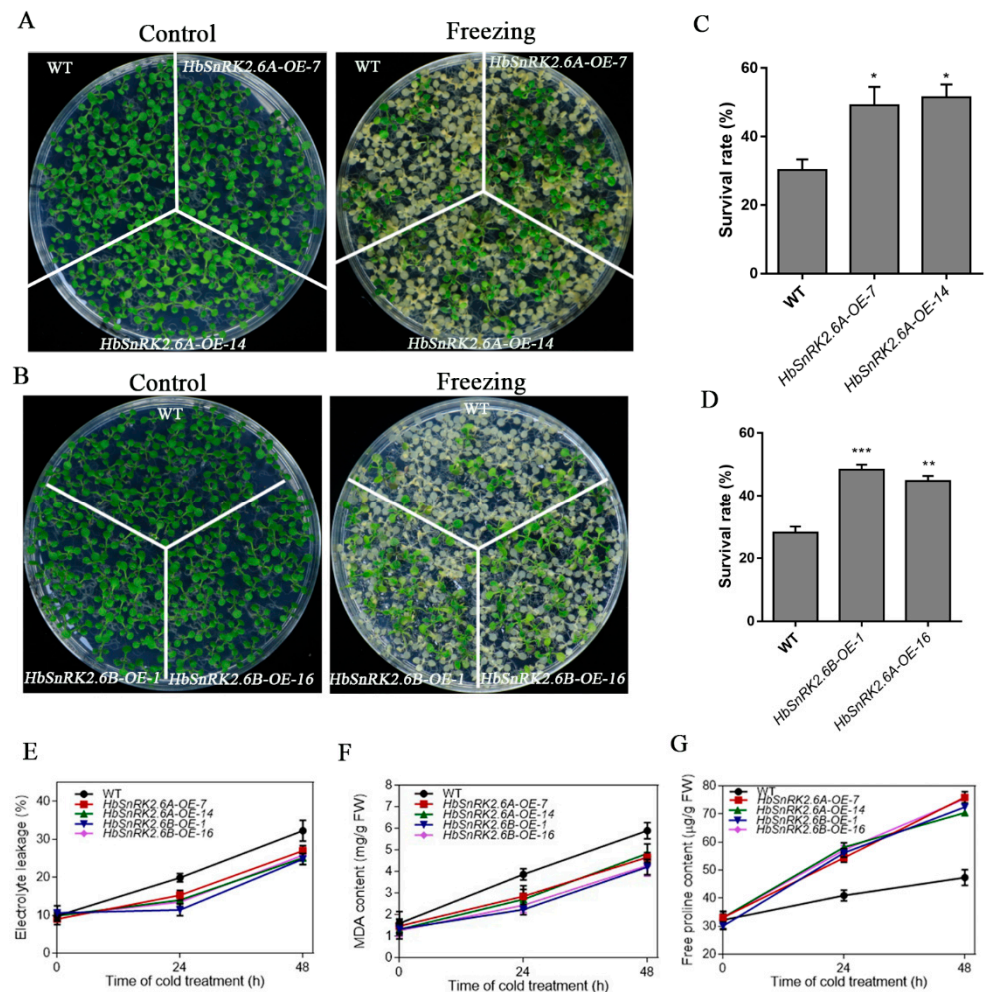 A
Control
Freezing
WT
HbSnRK2.6A-OE-7
HbSnRK2.6A-OE-14
WT
HbSnRK2.6A-OE-7
HbSnRK2.6A-OE-14
B
Control
Freezing
WT
HbSnRK2.6B-OE-1
HbSnRK2.6B-OE-16
WT
HbSnRK2.6B-OE-1
HbSnRK2.6B-OE-16
C
Survival rate (%)
60
40
20
0
*
*
WT
HbSnRK2.6A-OE-7
HbSnRK2.6A-OE-14
D
Survival rate (%)
60
40
20
0
***
**
WT
HbSnRK2.6B-OE-1
HbSnRK2.6A-OE-16
E
Electrolyte leakage (%)
40
30
20
10
0
WT
HbSnRK2.6A-OE-7
HbSnRK2.6A-OE-14
HbSnRK2.6B-OE-1
HbSnRK2.6B-OE-16
0 24 48
Time of cold treatment (h)
F
MDA content (mg/g FW)
8
7
6
5
4
3
2
1
0
WT
HbSnRK2.6A-OE-7
HbSnRK2.6A-OE-14
HbSnRK2.6B-OE-1
HbSnRK2.6B-OE-16
0 24 48
Time of cold treatment (h)
G
Free proline content (µg/g FW)
80
70
60
50
40
30
20
WT
HbSnRK2.6A-OE-7
HbSnRK2.6A-OE-14
HbSnRK2.6B-OE-1
HbSnRK2.6B-OE-16
0 24 48
Time of cold treatment (h)